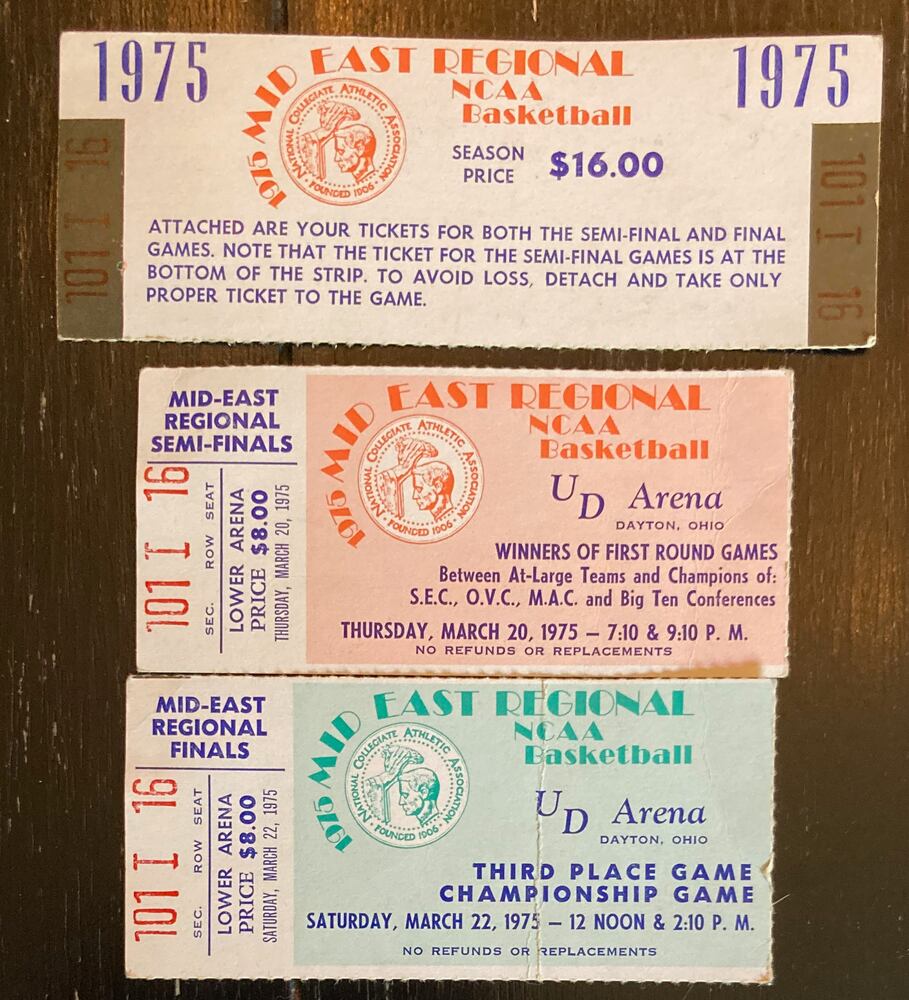 1975
1975 MID EAST REGIONAL
NCAA
Basketball
1975
NATIONAL COLLEGIATE ATHLETIC ASSOCIATION
· FOUNDED 1906 ·
SEASON PRICE $16.00
101 I 16
101 I 16
ATTACHED ARE YOUR TICKETS FOR BOTH THE SEMI-FINAL AND FINAL
GAMES. NOTE THAT THE TICKET FOR THE SEMI-FINAL GAMES IS AT THE
BOTTOM OF THE STRIP. TO AVOID LOSS, DETACH AND TAKE ONLY
PROPER TICKET TO THE GAME.
MID-EAST
REGIONAL
SEMI-FINALS
101 I 16
SEC. ROW SEAT
LOWER ARENA
PRICE $8.00
THURSDAY, MARCH 20, 1975
1975 MID EAST REGIONAL
NCAA
Basketball
NATIONAL COLLEGIATE ATHLETIC ASSOCIATION
· FOUNDED 1906 ·
UD Arena
DAYTON, OHIO
WINNERS OF FIRST ROUND GAMES
Between At-Large Teams and Champions of:
S.E.C., O.V.C., M.A.C. and Big Ten Conferences
THURSDAY, MARCH 20, 1975 — 7:10 & 9:10 P. M.
NO REFUNDS OR REPLACEMENTS
MID-EAST
REGIONAL
FINALS
101 I 16
SEC. ROW SEAT
LOWER ARENA
PRICE $8.00
SATURDAY, MARCH 22, 1975
1975 MID EAST REGIONAL
NCAA
Basketball
NATIONAL COLLEGIATE ATHLETIC ASSOCIATION
· FOUNDED 1906 ·
UD Arena
DAYTON, OHIO
THIRD PLACE GAME
CHAMPIONSHIP GAME
SATURDAY, MARCH 22, 1975 — 12 NOON & 2:10 P. M.
NO REFUNDS OR REPLACEMENTS